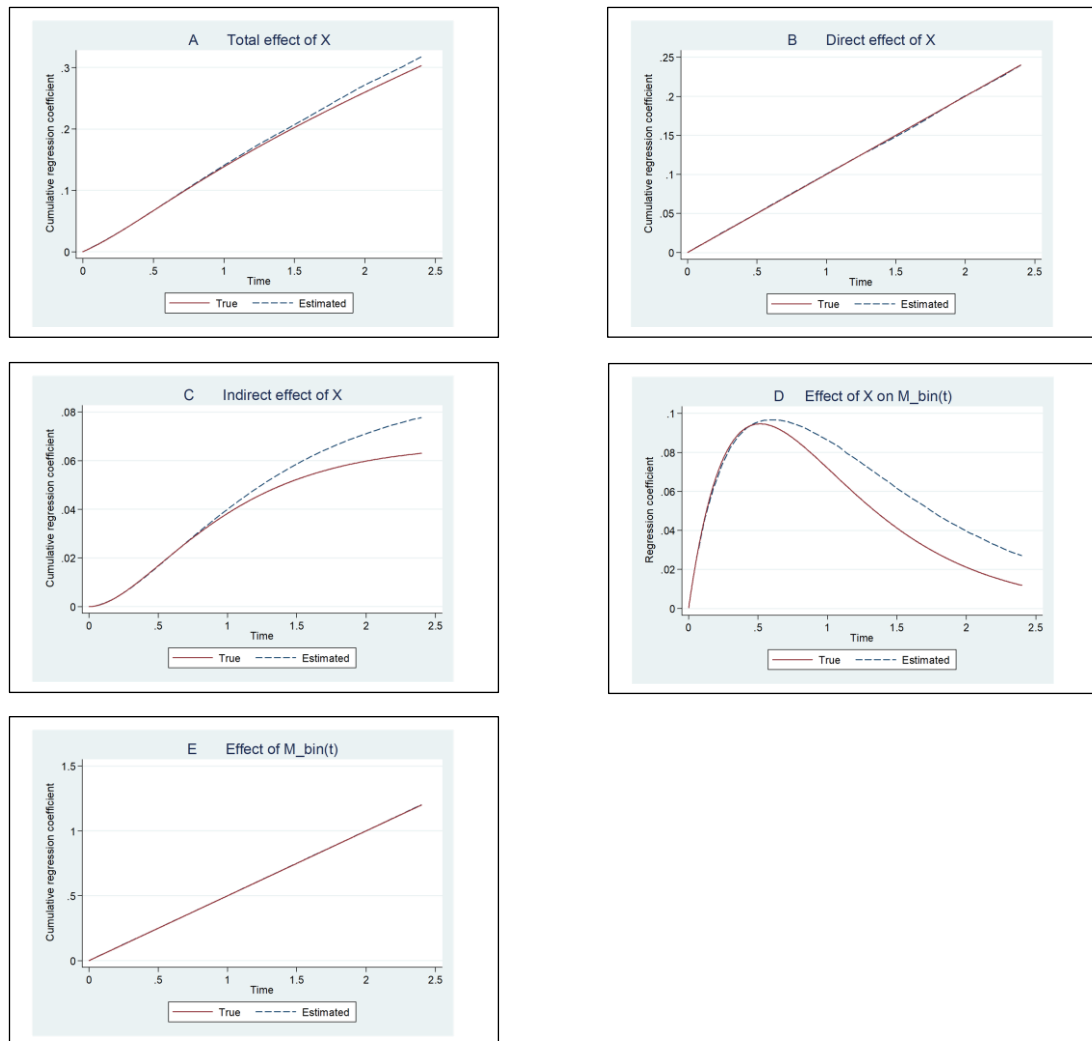 A Total effect of X
Cumulative regression coefficient
.3
.2
.1
0
0 .5 1 1.5 2 2.5
Time
True Estimated
B Direct effect of X
Cumulative regression coefficient
.25
.2
.15
.1
.05
0
0 .5 1 1.5 2 2.5
Time
True Estimated
C Indirect effect of X
Cumulative regression coefficient
.08
.06
.04
.02
0
0 .5 1 1.5 2 2.5
Time
True Estimated
D Effect of X on M_bin(t)
Regression coefficient
.1
.08
.06
.04
.02
0
0 .5 1 1.5 2 2.5
Time
True Estimated
E Effect of M_bin(t)
Cumulative regression coefficient
1.5
1
.5
0
0 .5 1 1.5 2 2.5
Time
True Estimated